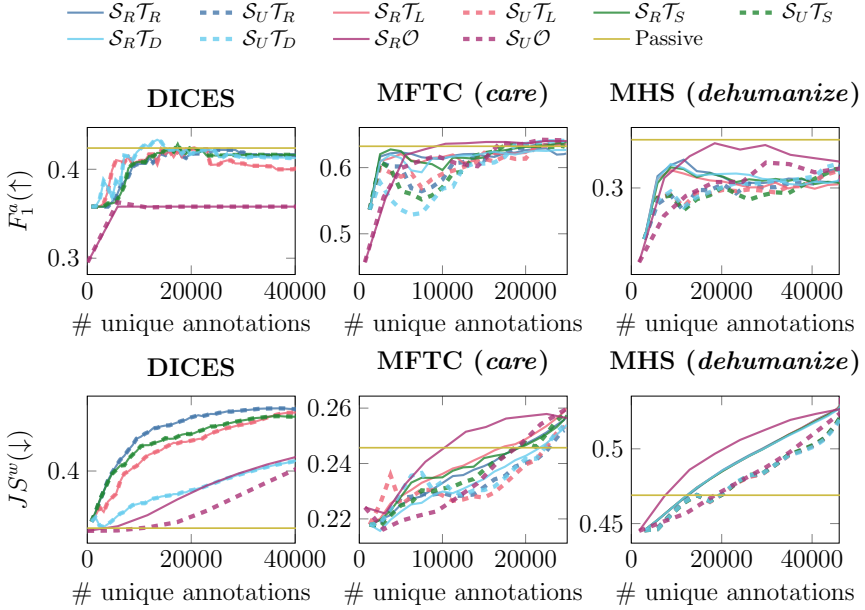 S_R T_R S_U T_R S_R T_L S_U T_L S_R T_S S_U T_S
S_R T_D S_U T_D S_R O S_U O Passive
DICES MFTC (care) MHS (dehumanize)
F_1^a(↑)
0.4 0.3
0.6 0.5
0.3
0 20000 40000 0 10000 20000 0 20000 40000
# unique annotations # unique annotations # unique annotations
DICES MFTC (care) MHS (dehumanize)
JS^w(↓)
0.4
0.26 0.24 0.22
0.5 0.45
0 20000 40000 0 10000 20000 0 20000 40000
# unique annotations # unique annotations # unique annotations